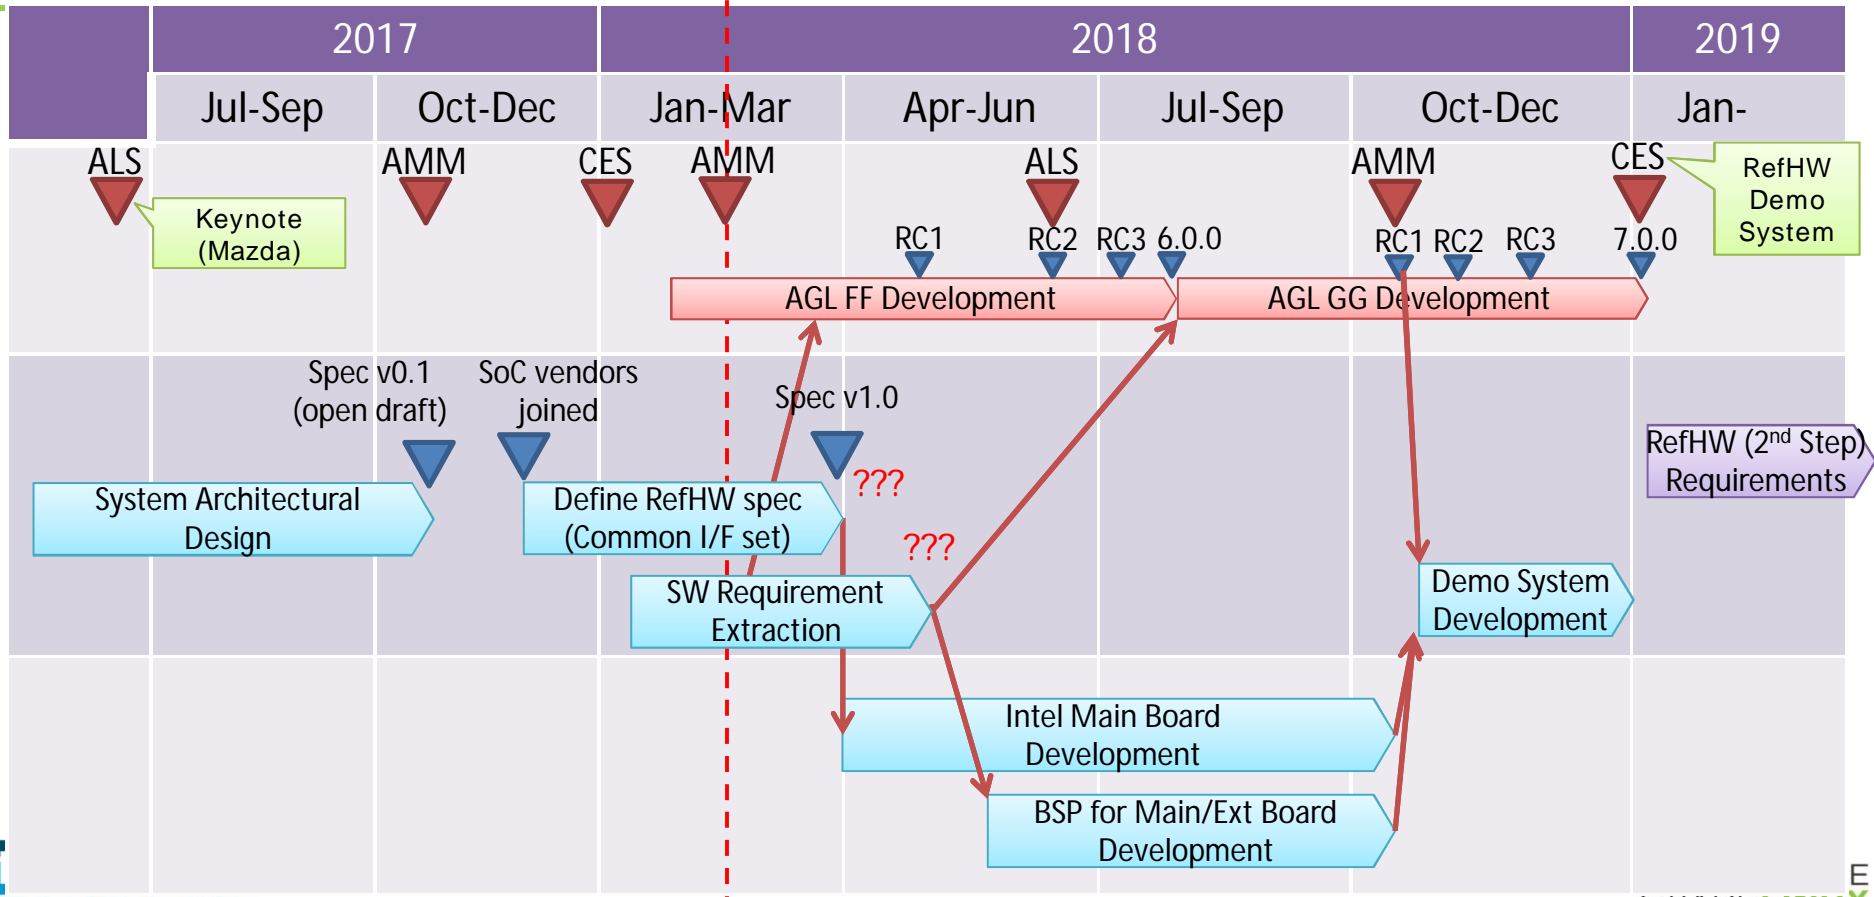 2017
2018
2019
Jul-Sep
Oct-Dec
Jan-Mar
Apr-Jun
Jul-Sep
Oct-Dec
Jan-
ALS
AMM
CES
AMM
ALS
AMM
CES
Keynote
(Mazda)
RefHW
Demo
System
RC1
RC2
RC3
6.0.0
RC1
RC2
RC3
7.0.0
AGL FF Development
AGL GG Development
Spec v0.1
(open draft)
SoC vendors
joined
Spec v1.0
???
System Architectural
Design
Define RefHW spec
(Common I/F set)
RefHW (2nd Step)
Requirements
???
SW Requirement
Extraction
Demo System
Development
Intel Main Board
Development
BSP for Main/Ext Board
Development
E